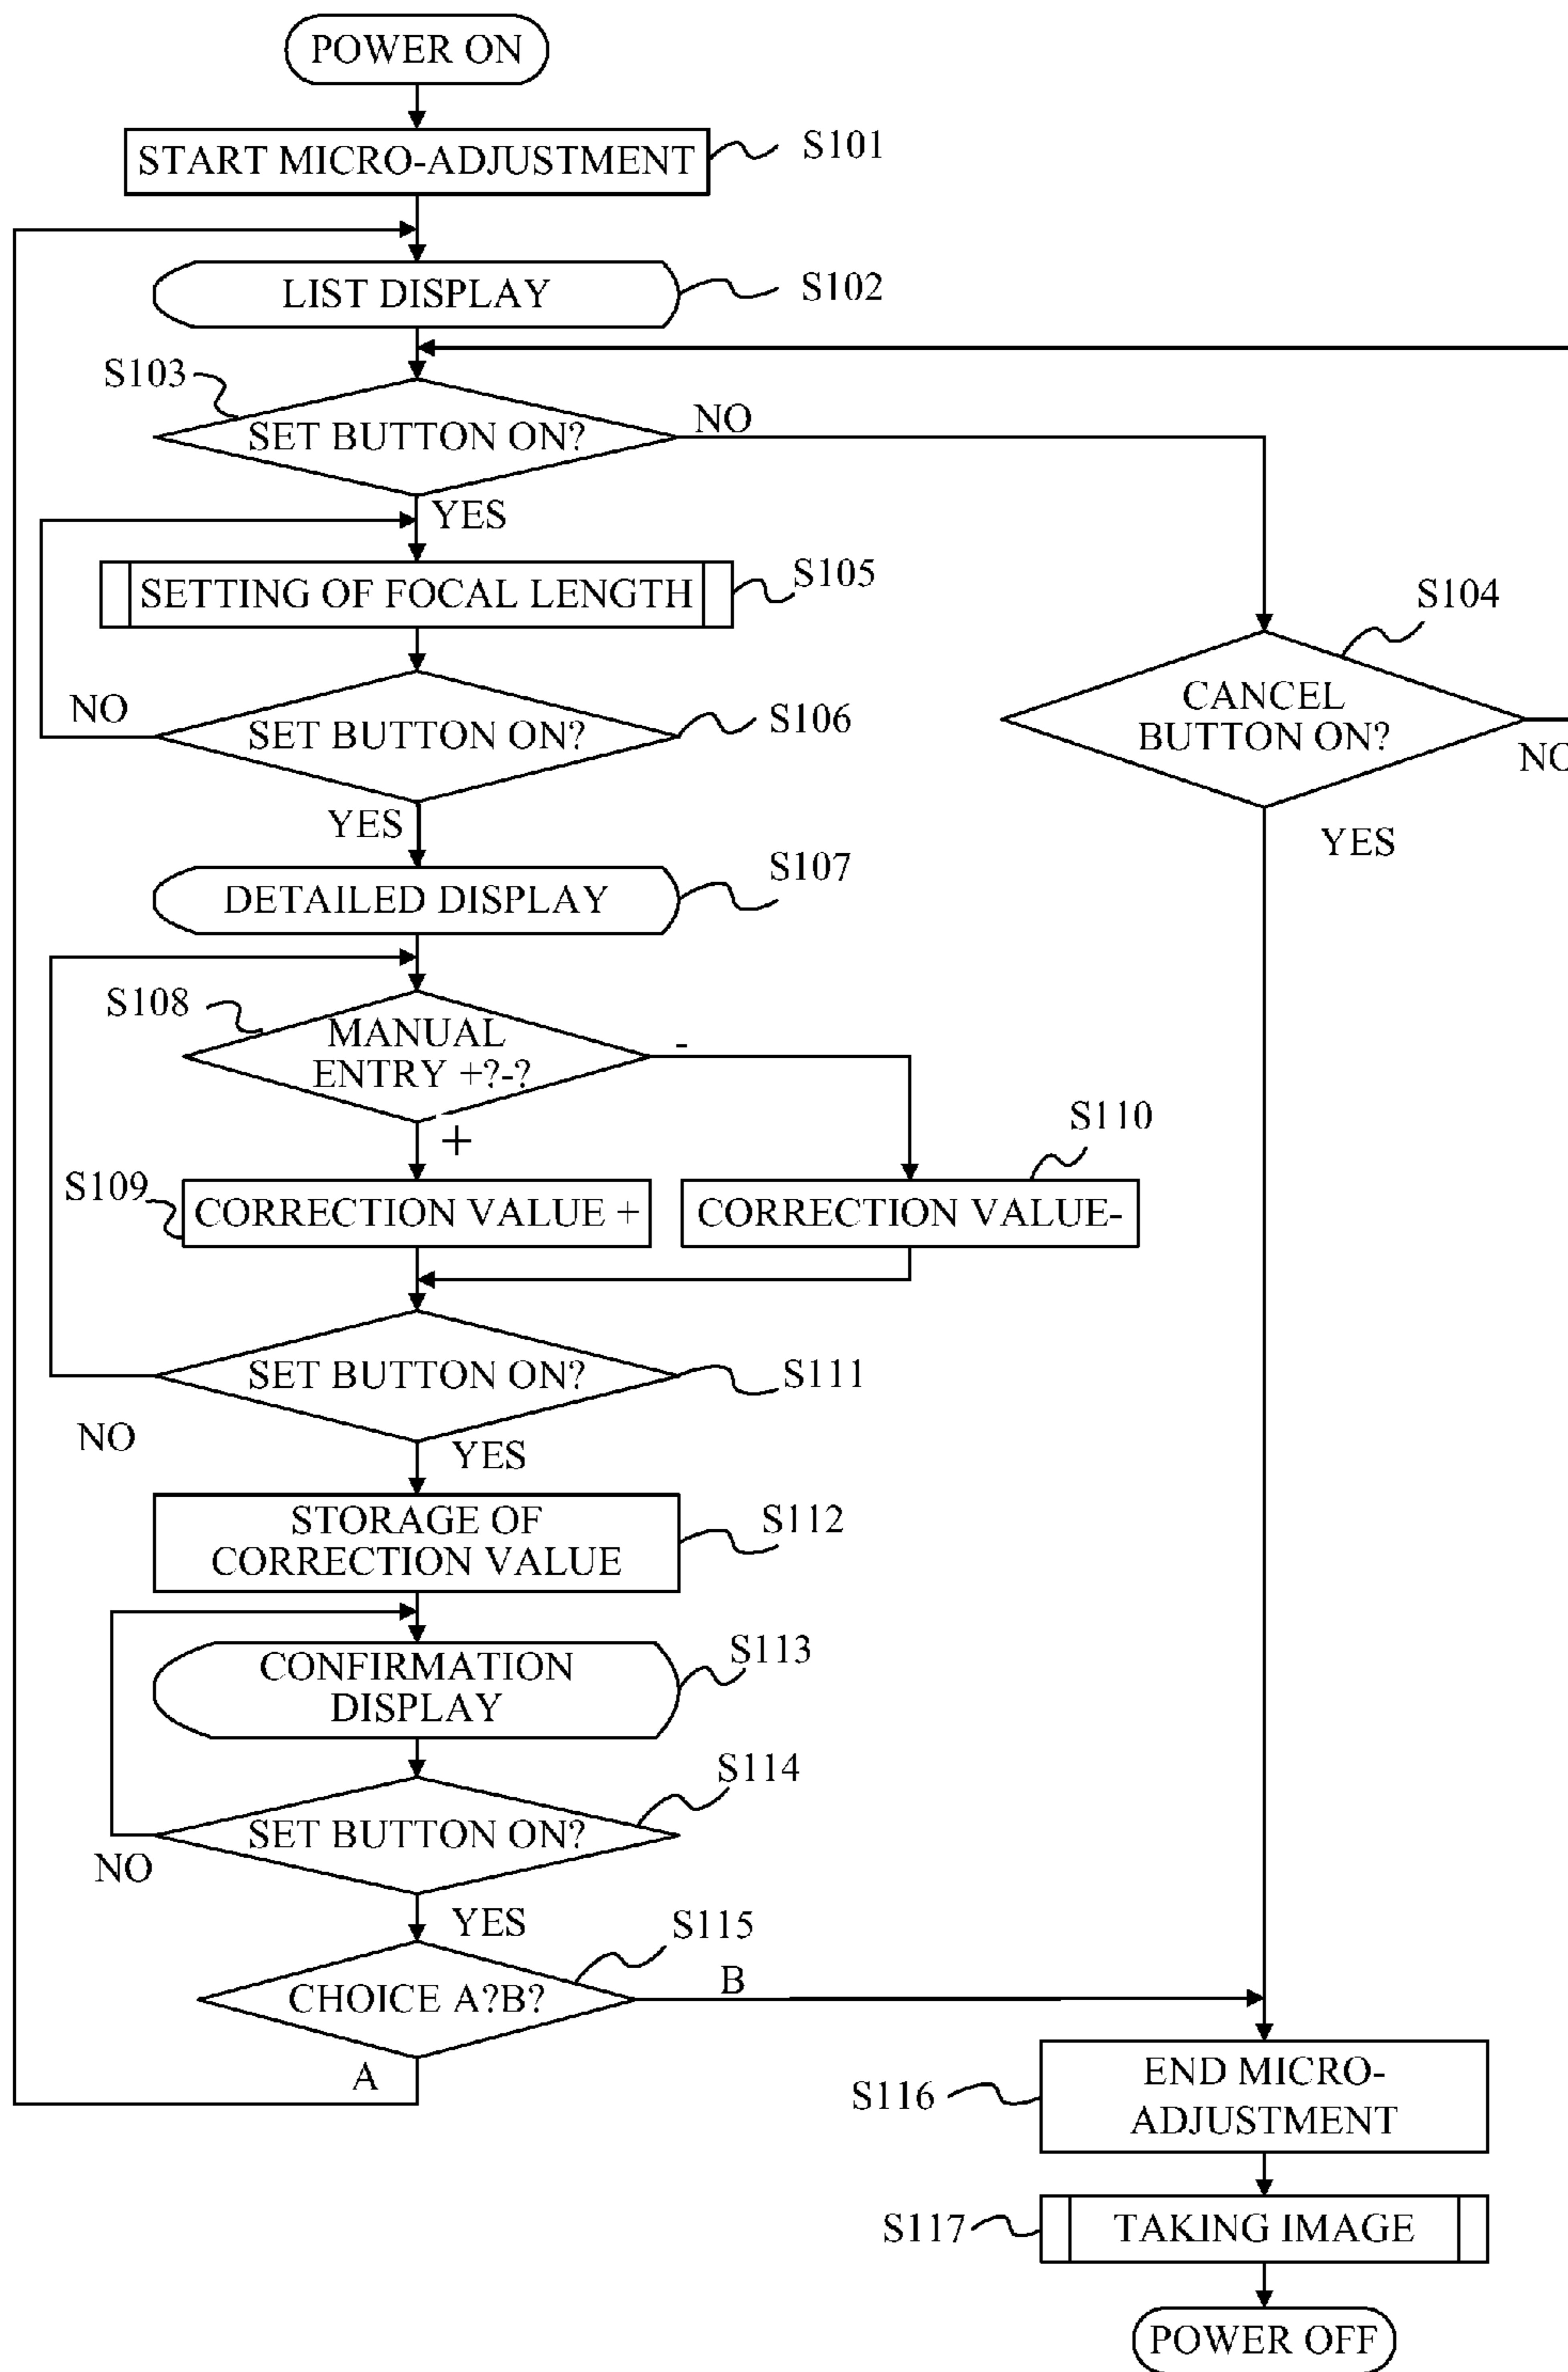 POWER ON
START MICRO-ADJUSTMENT
S101
LIST DISPLAY
S102
S103
SET BUTTON ON?
NO
YES
SETTING OF FOCAL LENGTH
S105
S104
CANCEL
BUTTON ON?
NO
YES
NO
SET BUTTON ON?
S106
YES
DETAILED DISPLAY
S107
S108
MANUAL
ENTRY +?-?
-
+
S109
CORRECTION VALUE +
S110
CORRECTION VALUE-
SET BUTTON ON?
S111
NO
YES
STORAGE OF
CORRECTION VALUE
S112
CONFIRMATION
DISPLAY
S113
S114
SET BUTTON ON?
NO
YES
S115
CHOICE A?B?
B
A
S116
END MICRO-
ADJUSTMENT
S117
TAKING IMAGE
POWER OFF